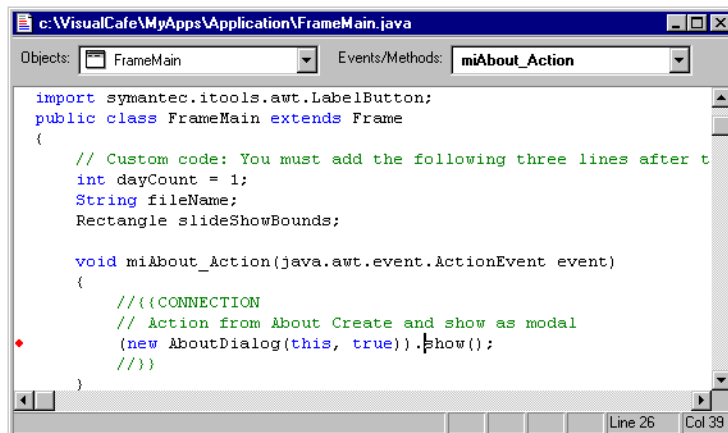 c:\VisualCafe\MyApps\Application\FrameMain.java
Objects: FrameMain Events/Methods: miAbout_Action
import symantec.itools.awt.LabelButton;
public class FrameMain extends Frame
{
// Custom code: You must add the following three lines after t
int dayCount = 1;
String fileName;
Rectangle slideShowBounds;
void miAbout_Action(java.awt.event.ActionEvent event)
{
//{{CONNECTION
// Action from About Create and show as modal
(new AboutDialog(this, true)).show();
//}}
}
Line 26 Col 39